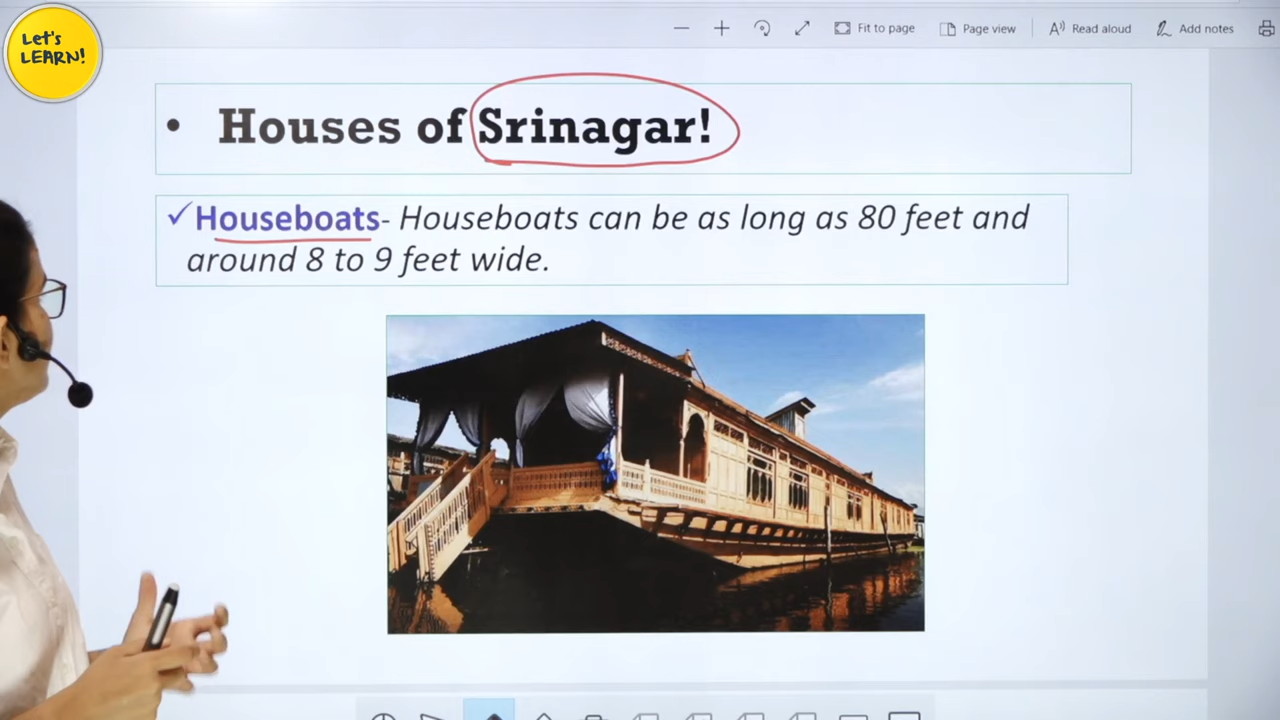 Let's
LEARN!
Fit to page
Page view
Read aloud
Add notes
• Houses of Srinagar!
✓Houseboats- Houseboats can be as long as 80 feet and
around 8 to 9 feet wide.